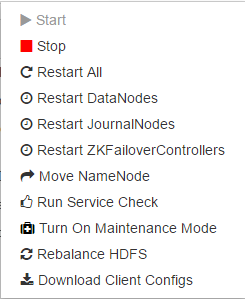 Start
Stop
Restart All
Restart DataNodes
Restart JournalNodes
Restart ZKFailoverControllers
Move NameNode
Run Service Check
Turn On Maintenance Mode
Rebalance HDFS
Download Client Configs